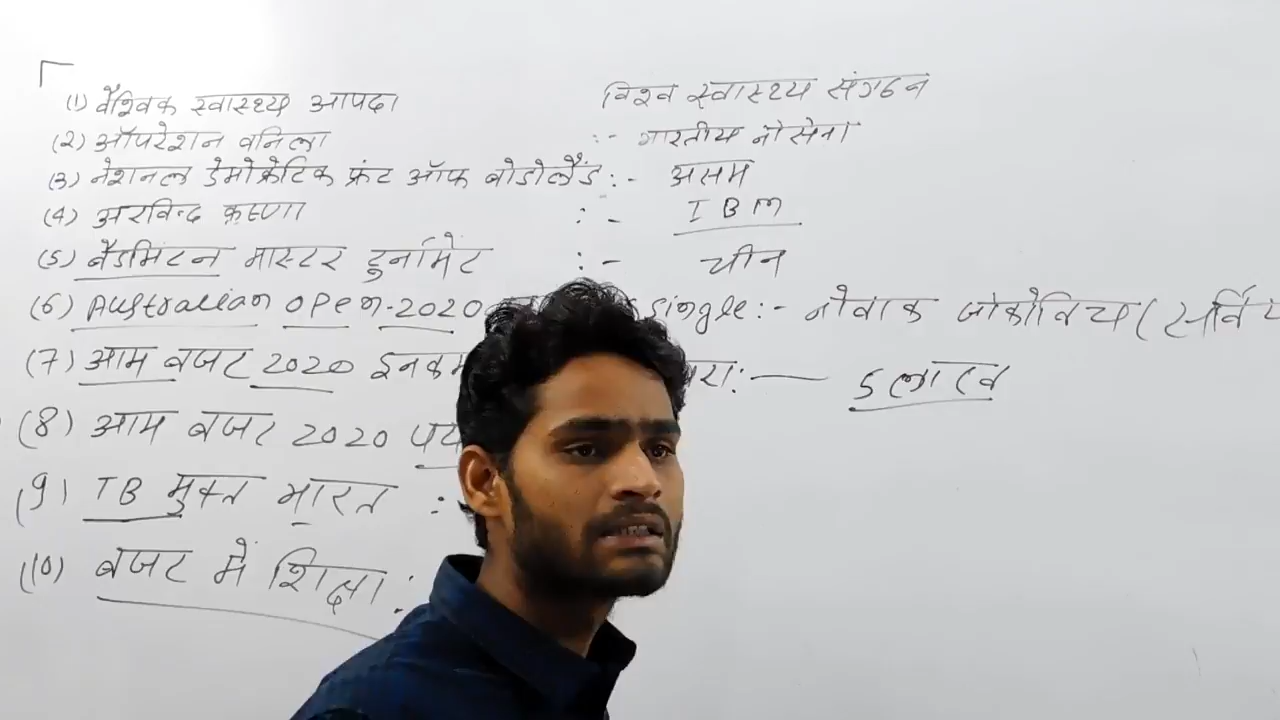 (1) वैश्विक स्वास्थ्य आपदा विश्व स्वास्थ्य संगठन
(2) ऑपरेशन वनिला :- भारतीय नौसेना
(3) नेशनल डेमोक्रेटिक फ्रंट ऑफ बोडोलैंड :- असम
(4) अरविन्द कृष्णा :- IBM
(5) बैडमिंटन मास्टर टुर्नामेंट :- चीन
(6) Australian open-2020 single:- नोवाक जोकोविच (सर्वि
(7) आम बजट 2020 इनकम :— 5 लाख
(8) आम बजट 2020
(9) TB मुक्त भारत :
(10) बजट में शिक्षा :